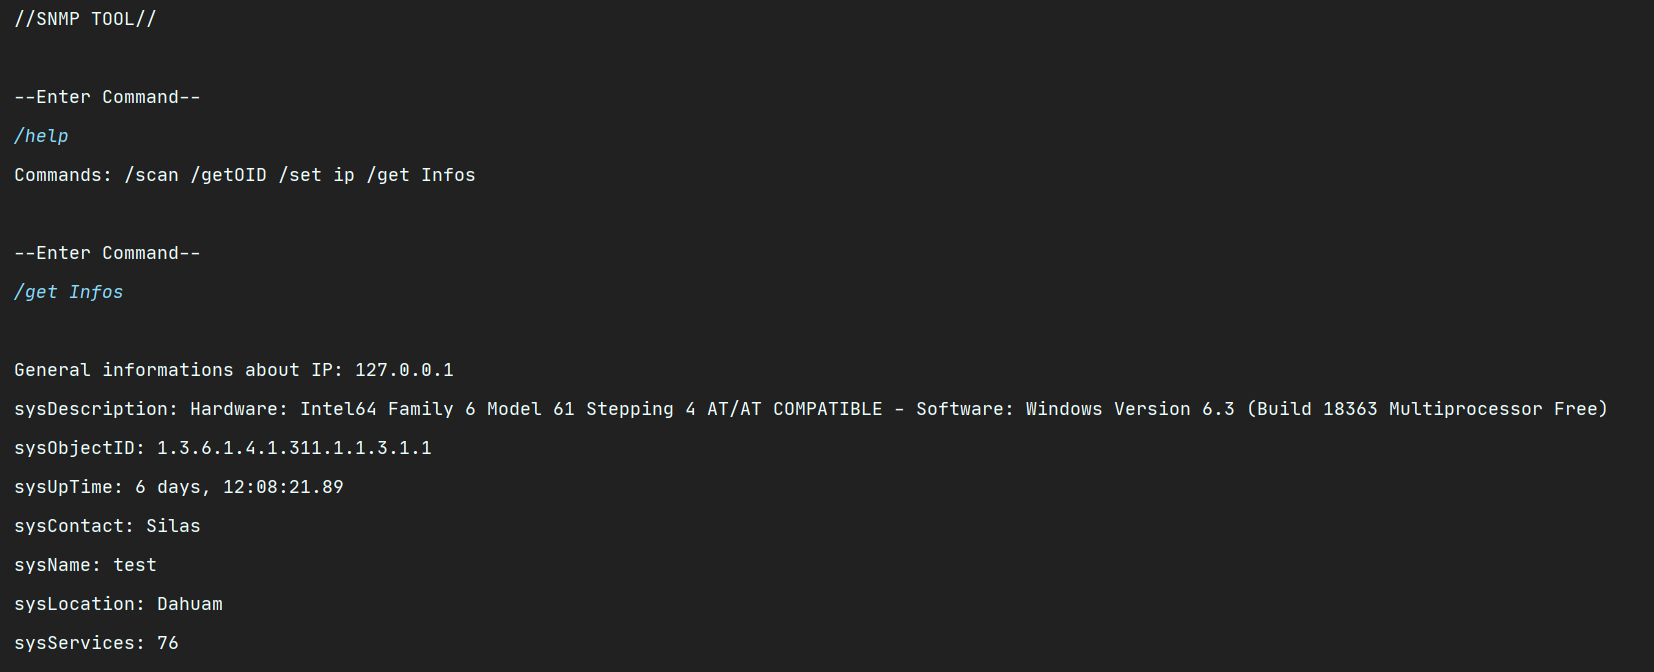 //SNMP TOOL//
--Enter Command--
/help
Commands: /scan /getOID /set ip /get Infos
--Enter Command--
/get Infos
General informations about IP: 127.0.0.1
sysDescription: Hardware: Intel64 Family 6 Model 61 Stepping 4 AT/AT COMPATIBLE - Software: Windows Version 6.3 (Build 18363 Multiprocessor Free)
sysObjectID: 1.3.6.1.4.1.311.1.1.3.1.1
sysUpTime: 6 days, 12:08:21.89
sysContact: Silas
sysName: test
sysLocation: Dahuam
sysServices: 76